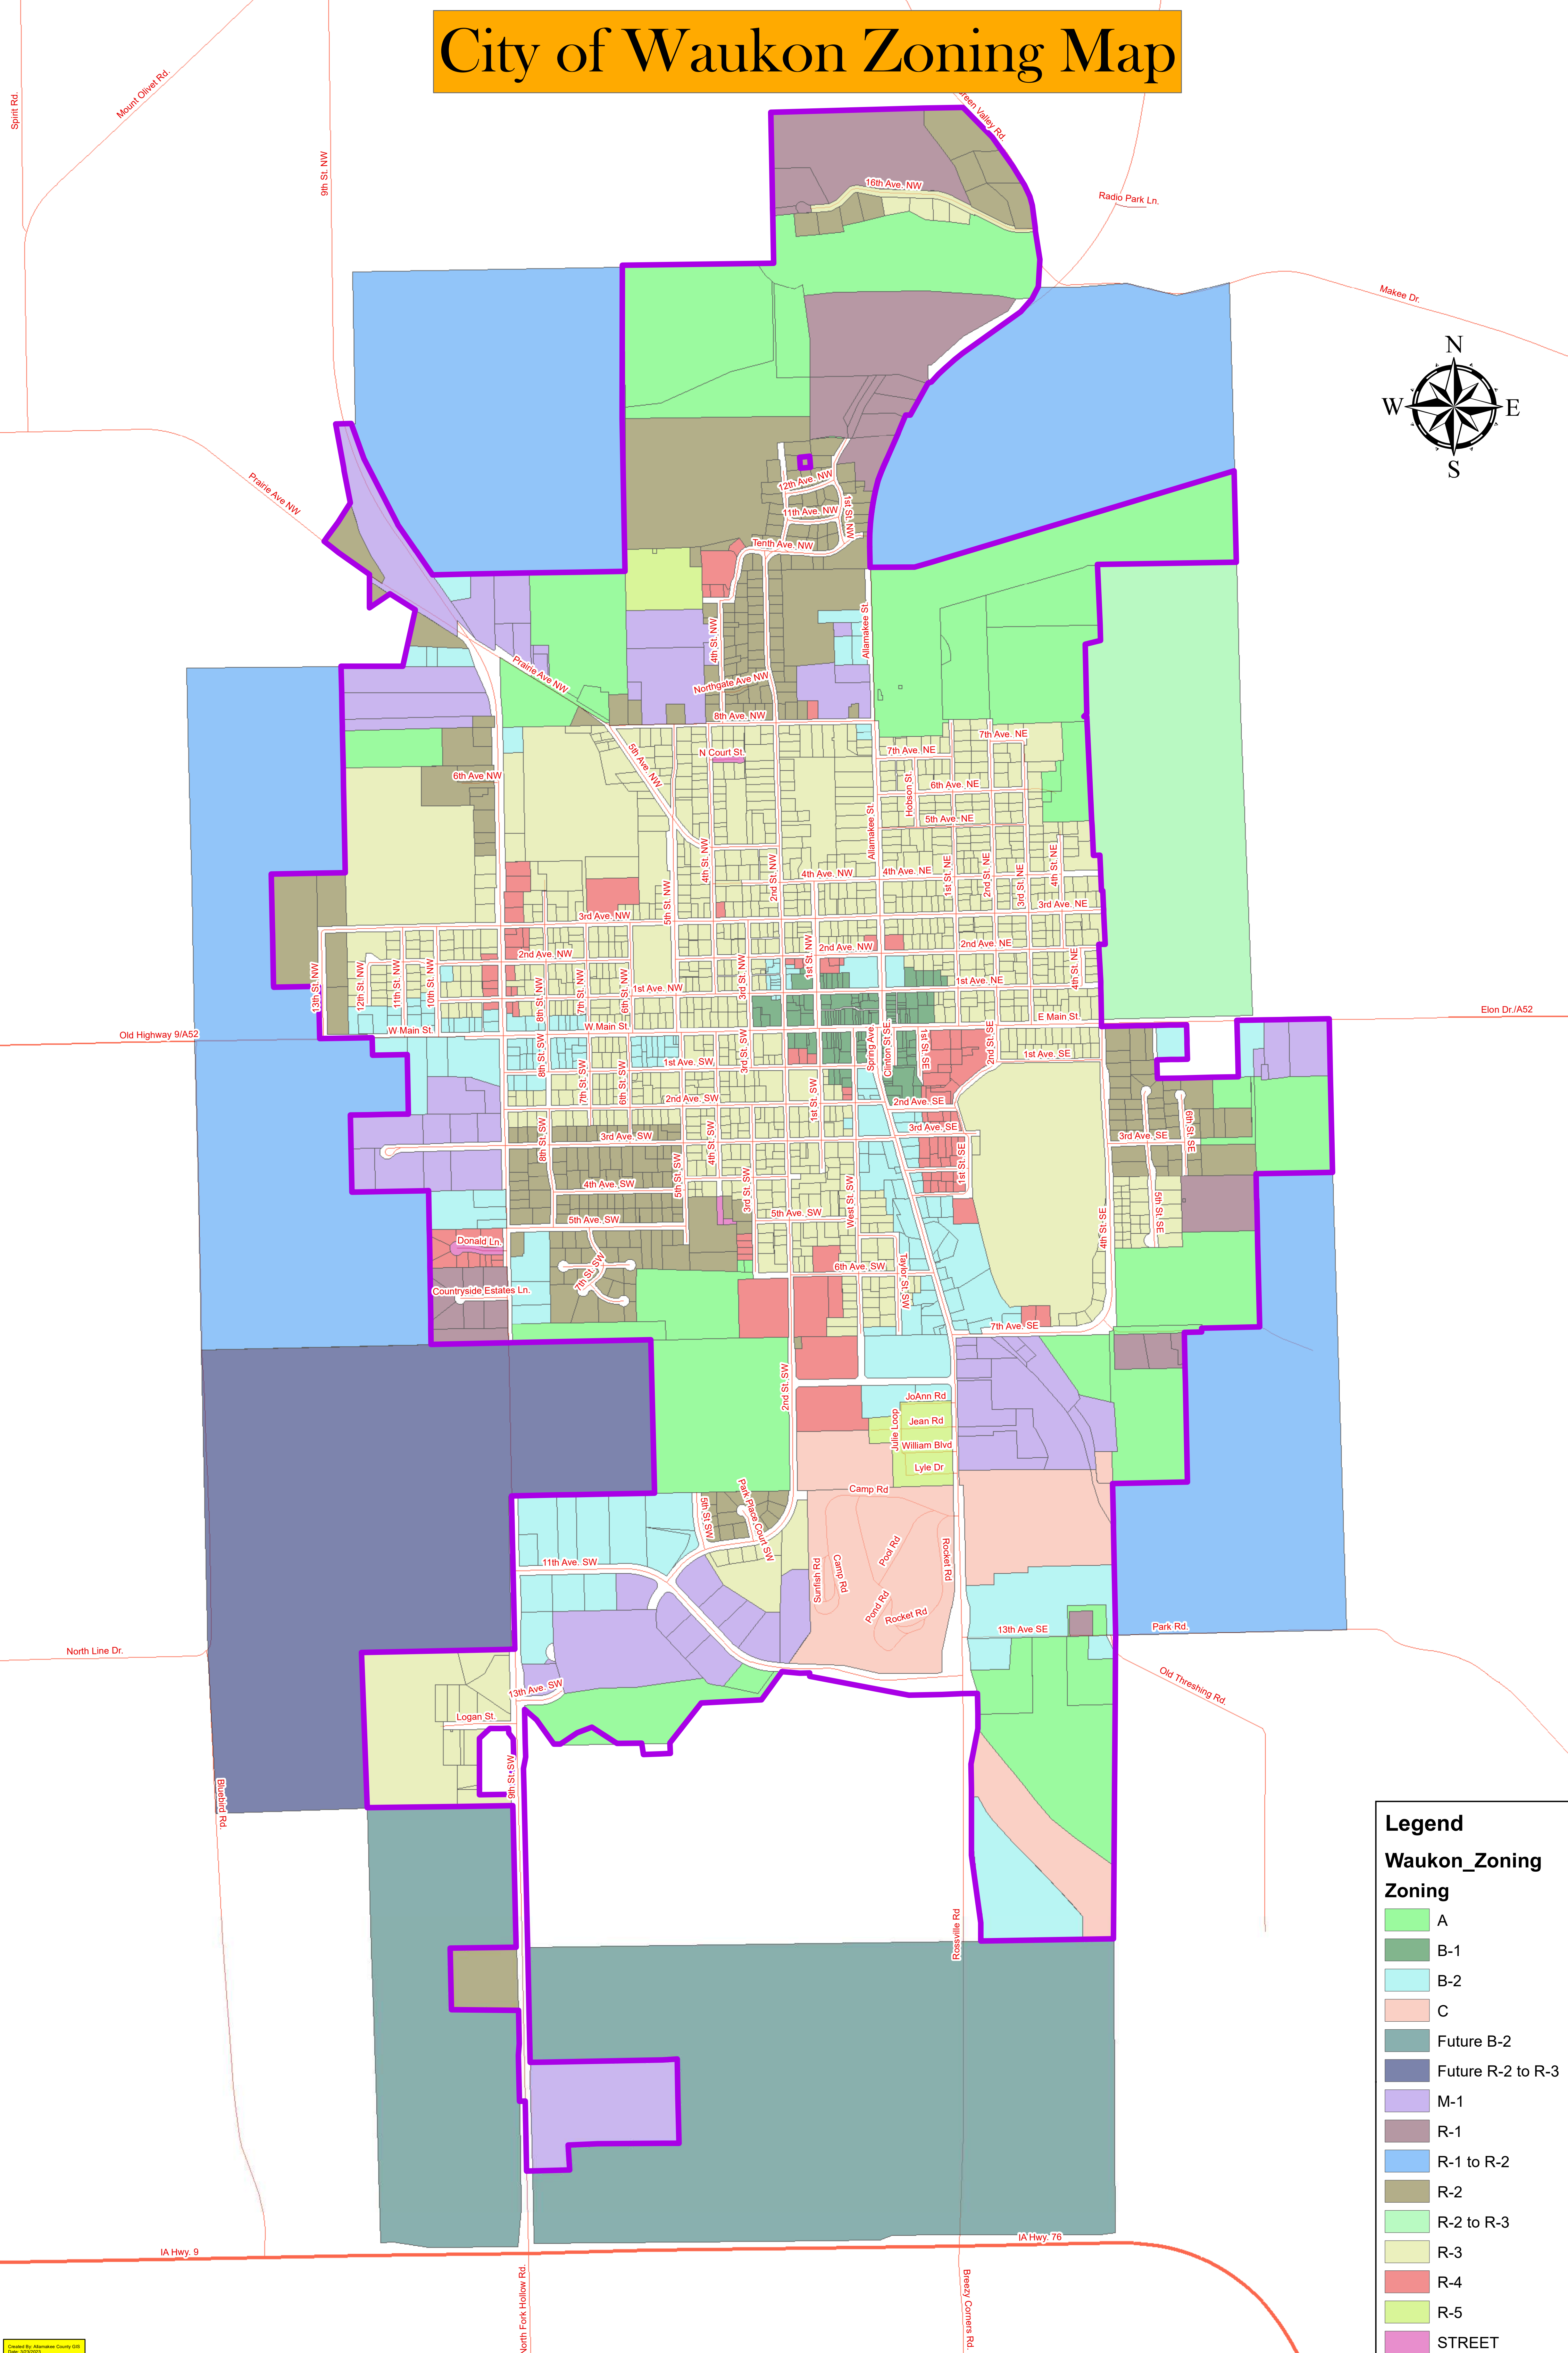 City of Waukon Zoning Map
Spirit Rd.
Mount Olivet Rd.
9th St. NW
Green Valley Rd.
16th Ave. NW
Radio Park Ln.
Makee Dr.
N
W
E
S
Prairie Ave NW
12th Ave. NW
11th Ave. NW
1st St. NW
Tenth Ave. NW
4th St. NW
Allamakee St.
Prairie Ave NW
Northgate Ave NW
8th Ave. NW
N Court St.
5th Ave. NW
7th Ave. NE
7th Ave. NE
6th Ave NW
Hobson St.
6th Ave. NE
5th Ave. NE
Allamakee St.
4th St. NW
2nd St. NW
4th Ave. NW
4th Ave. NE
1st St. NE
2nd St. NE
3rd St. NE
4th St. NE
5th St. NW
3rd Ave. NW
3rd Ave. NE
2nd Ave. NW
2nd Ave. NW
2nd Ave. NE
13th St. NW
12th St. NW
11th St. NW
10th St. NW
8th St. NW
7th St. NW
6th St. NW
1st Ave. NW
3rd St. NW
1st St. NW
1st Ave. NE
4th St. NE
Old Highway 9/A52
W Main St.
W Main St.
E Main St.
Elon Dr./A52
8th St. SW
7th St. SW
6th St. SW
1st Ave. SW
3rd St. SW
Spring Ave.
Clinton St. SE
1st St. SE
2nd St. SE
1st Ave. SE
2nd Ave. SW
1st St. SW
2nd Ave. SE
8th St. SW
3rd Ave. SW
4th St. SW
3rd Ave. SE
3rd Ave. SE
6th St. SE
5th St. SW
4th Ave. SW
3rd St. SW
West St. SW
1st St. SE
5th St. SE
4th St. SE
5th Ave. SW
5th Ave. SW
Donald Ln.
7th St. SW
6th Ave. SW
Taylor St. SW
Countryside Estates Ln.
7th Ave. SE
2nd St. SW
JoAnn Rd
Julie Loop
Jean Rd
William Blvd
Lyle Dr
Camp Rd
5th St SW
Park Place Court SW
11th Ave. SW
Sunfish Rd
Camp Rd
Pool Rd
Rocket Rd
Pond Rd
Rocket Rd
13th Ave SE
Park Rd.
North Line Dr.
13th Ave. SW
Old Threshing Rd.
Logan St.
9th St. SW
Bluebird Rd.
Rossville Rd
IA Hwy. 9
IA Hwy. 76
North Fork Hollow Rd.
Breezy Corners Rd.
Legend
Waukon_Zoning
Zoning
A
B-1
B-2
C
Future B-2
Future R-2 to R-3
M-1
R-1
R-1 to R-2
R-2
R-2 to R-3
R-3
R-4
R-5
STREET
Created By: Allamakee County GIS